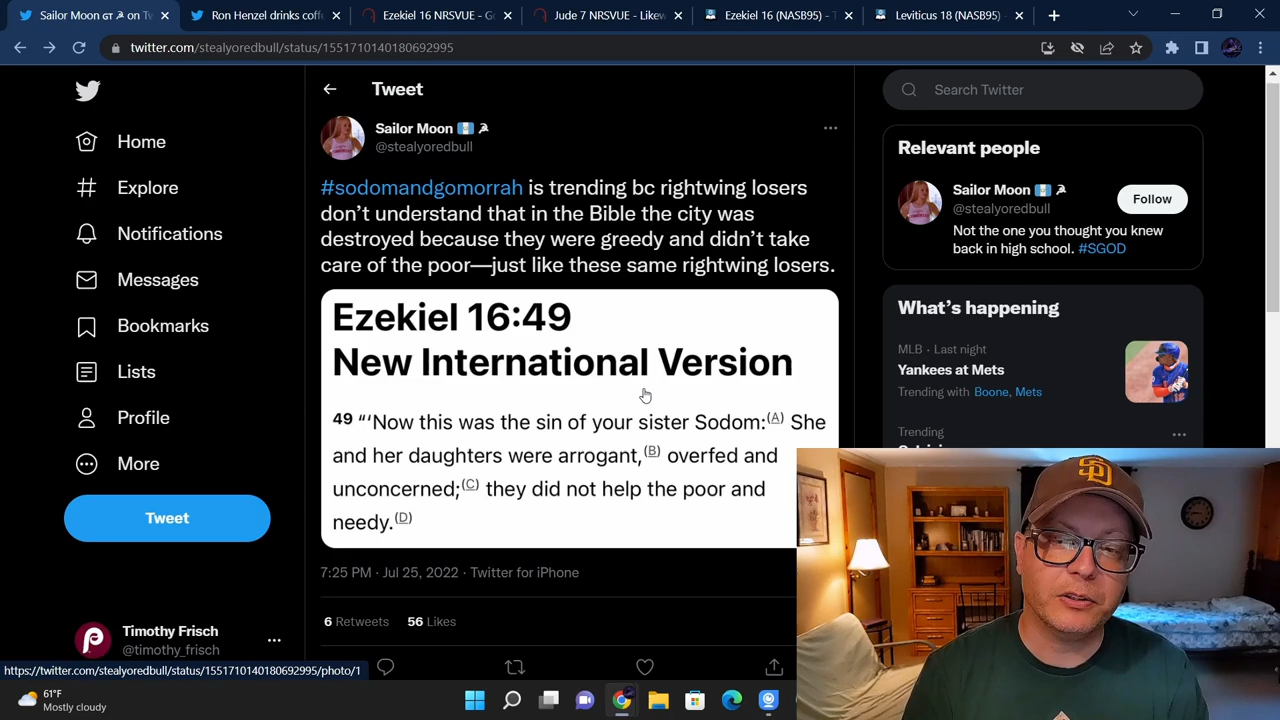 Sailor Moon GT ☭ on Tw
Ron Henzel drinks coff
Ezekiel 16 NRSVUE - Go
Jude 7 NRSVUE - Likew
Ezekiel 16 (NASB95) - T
Leviticus 18 (NASB95) -
twitter.com/stealyoredbull/status/1551710140180692995
Home
Explore
Notifications
Messages
Bookmarks
Lists
Profile
More
Tweet
Timothy Frisch
@timothy_frisch
Tweet
Sailor Moon 🇬🇹 ☭
@stealyoredbull
#sodomandgomorrah is trending bc rightwing losers
don’t understand that in the Bible the city was
destroyed because they were greedy and didn’t take
care of the poor—just like these same rightwing losers.
Ezekiel 16:49
New International Version
49 “‘Now this was the sin of your sister Sodom:(A) She
and her daughters were arrogant,(B) overfed and
unconcerned;(C) they did not help the poor and
needy.(D)
7:25 PM · Jul 25, 2022 · Twitter for iPhone
6 Retweets 56 Likes
Search Twitter
Relevant people
Sailor Moon 🇬🇹 ☭
@stealyoredbull
Follow
Not the one you thought you knew
back in high school. #SGOD
What’s happening
MLB · Last night
Yankees at Mets
Trending with Boone, Mets
Trending
SD
https://twitter.com/stealyoredbull/status/1551710140180692995/photo/1
61°F
Mostly cloudy